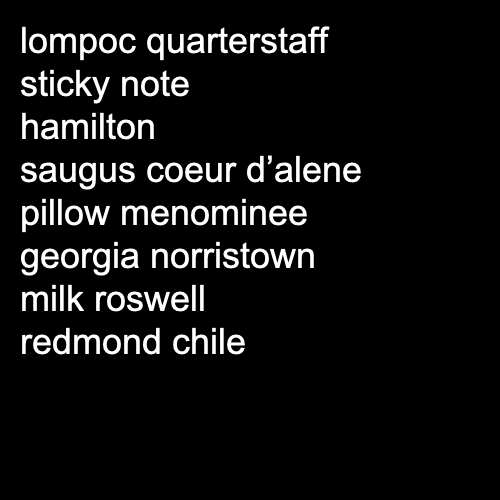 lompoc quarterstaff
sticky note
hamilton
saugus coeur d’alene
pillow menominee
georgia norristown
milk roswell
redmond chile